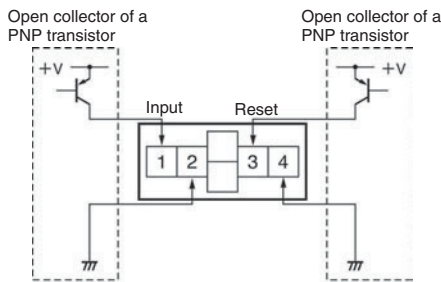 Open collector of a
PNP transistor
Open collector of a
PNP transistor
+V
+V
Input
Reset
1 2 3 4